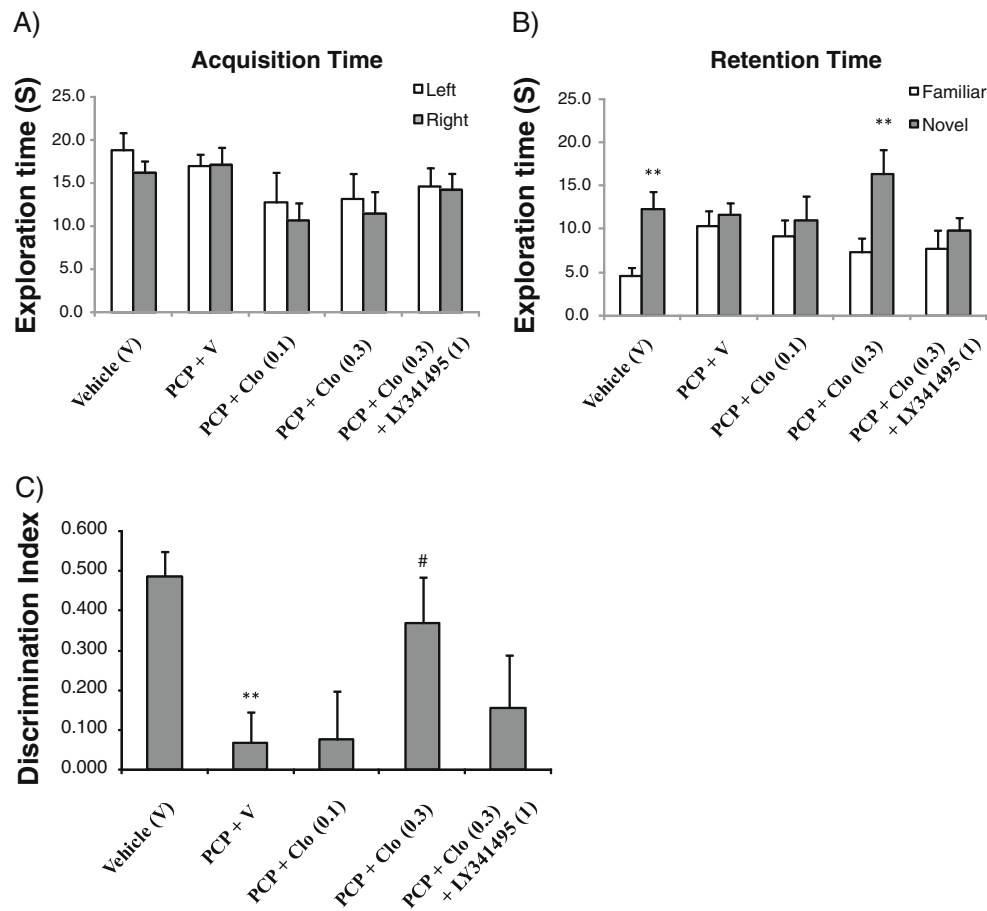 A)
Acquisition Time
Exploration time (S)
25.0
20.0
15.0
10.0
5.0
0.0
Left
Right
Vehicle (V)
PCP + V
PCP + Clo (0.1)
PCP + Clo (0.3)
PCP + Clo (0.3)
+ LY341495 (1)
B)
Retention Time
Exploration time (S)
25.0
20.0
15.0
10.0
5.0
0.0
Familiar
Novel
**
**
Vehicle (V)
PCP + V
PCP + Clo (0.1)
PCP + Clo (0.3)
PCP + Clo (0.3)
+ LY341495 (1)
C)
Discrimination Index
0.600
0.500
0.400
0.300
0.200
0.100
0.000
**
#
Vehicle (V)
PCP + V
PCP + Clo (0.1)
PCP + Clo (0.3)
PCP + Clo (0.3)
+ LY341495 (1)